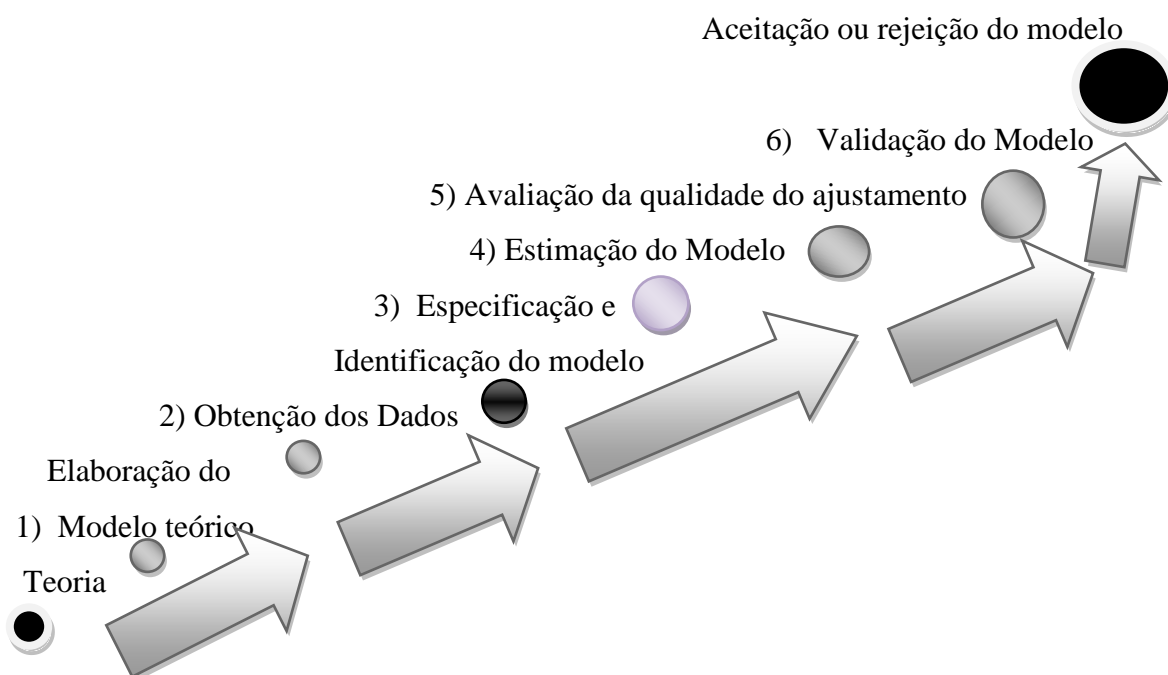 Aceitação ou rejeição do modelo
6) Validação do Modelo
5) Avaliação da qualidade do ajustamento
4) Estimação do Modelo
3) Especificação e
Identificação do modelo
2) Obtenção dos Dados
Elaboração do
1) Modelo teórico
Teoria